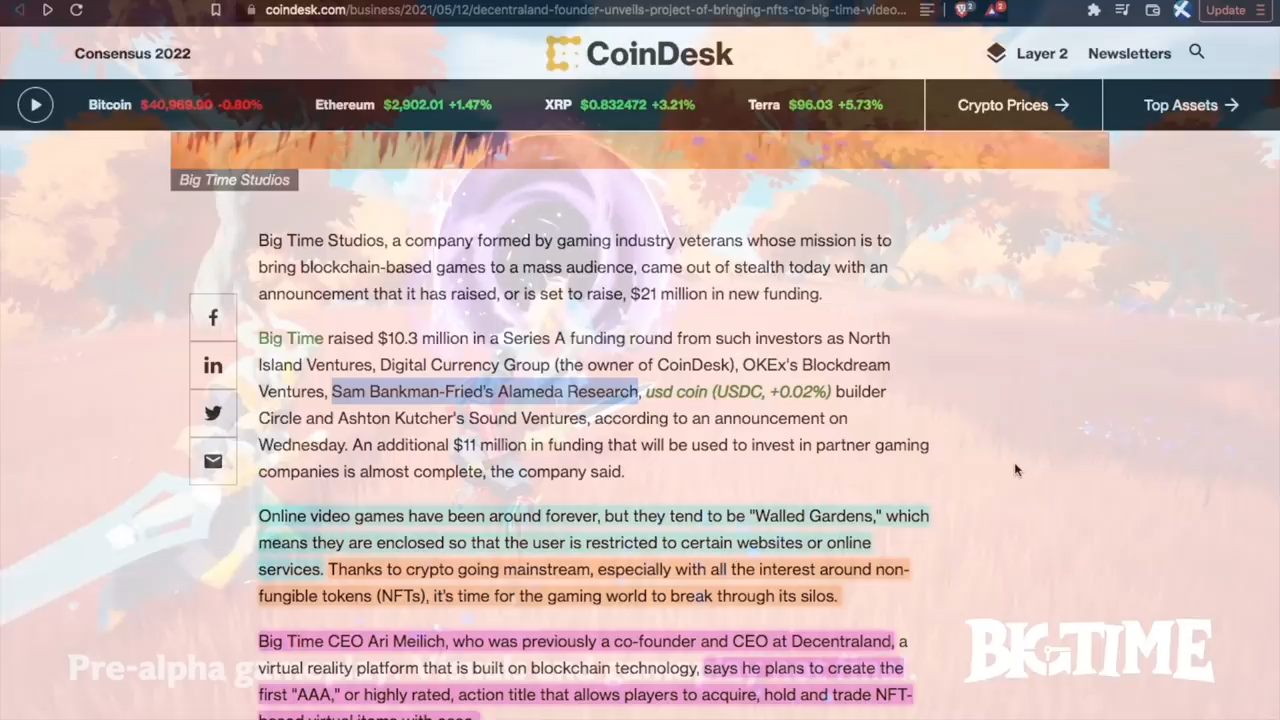 coindesk.com/business/2021/05/12/decentraland-founder-unveils-project-of-bringing-nfts-to-big-time-video...
2
2
Update
Consensus 2022
CoinDesk
Layer 2
Newsletters
Bitcoin $40,969.90 -0.80%
Ethereum $2,902.01 +1.47%
XRP $0.832472 +3.21%
Terra $96.03 +5.73%
Crypto Prices →
Top Assets →
Big Time Studios
Big Time Studios, a company formed by gaming industry veterans whose mission is to
bring blockchain-based games to a mass audience, came out of stealth today with an
announcement that it has raised, or is set to raise, $21 million in new funding.
Big Time raised $10.3 million in a Series A funding round from such investors as North
Island Ventures, Digital Currency Group (the owner of CoinDesk), OKEx's Blockdream
Ventures, Sam Bankman-Fried's Alameda Research, usd coin (USDC, +0.02%) builder
Circle and Ashton Kutcher's Sound Ventures, according to an announcement on
Wednesday. An additional $11 million in funding that will be used to invest in partner gaming
companies is almost complete, the company said.
Online video games have been around forever, but they tend to be "Walled Gardens," which
means they are enclosed so that the user is restricted to certain websites or online
services. Thanks to crypto going mainstream, especially with all the interest around non-
fungible tokens (NFTs), it's time for the gaming world to break through its silos.
Big Time CEO Ari Meilich, who was previously a co-founder and CEO at Decentraland, a
virtual reality platform that is built on blockchain technology, says he plans to create the
first "AAA," or highly rated, action title that allows players to acquire, hold and trade NFT-
based virtual items with ease.
Pre-alpha
BIGTIME